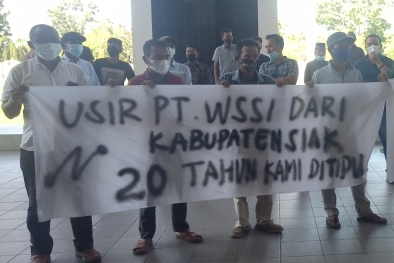 USIR PT. WSSI DARI
KABUPATEN SIAK
20 TAHUN KAMI DITIPU